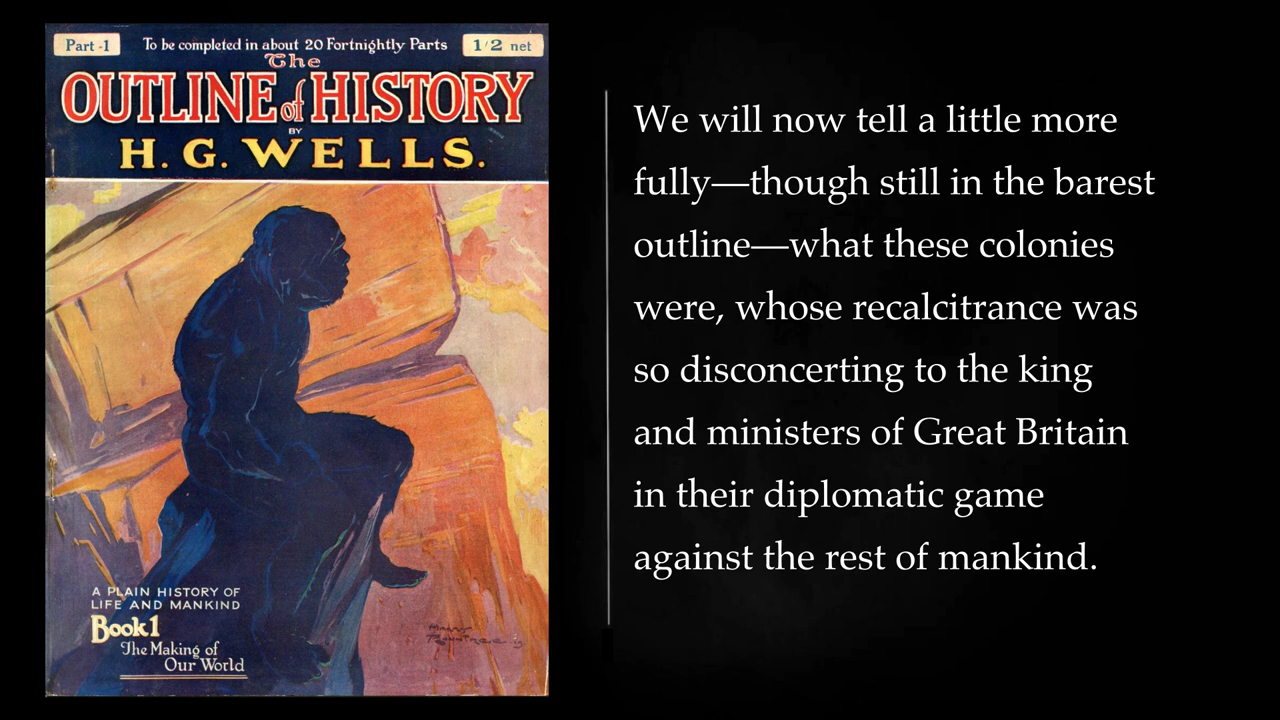 Part -1
To be completed in about 20 Fortnightly Parts
1/2 net
The
OUTLINE of HISTORY
BY
H. G. WELLS.
A PLAIN HISTORY OF
LIFE AND MANKIND
Book 1
The Making of
Our World
We will now tell a little more
fully—though still in the barest
outline—what these colonies
were, whose recalcitrance was
so disconcerting to the king
and ministers of Great Britain
in their diplomatic game
against the rest of mankind.